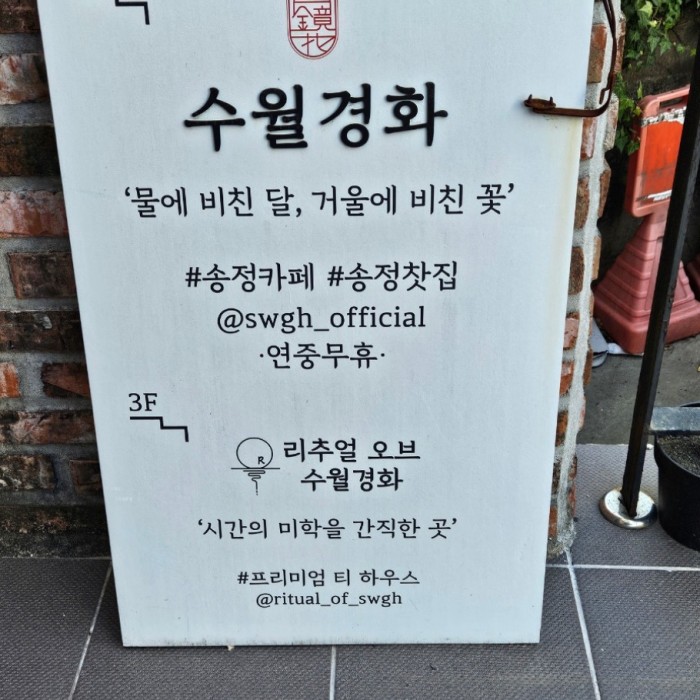 수월경화
'물에 비친 달, 거울에 비친 꽃'
#송정카페 #송정찻집
@swgh_official
·연중무휴·
3F
R
리추얼 오브
수월경화
'시간의 미학을 간직한 곳'
#프리미엄 티 하우스
@ritual_of_swgh